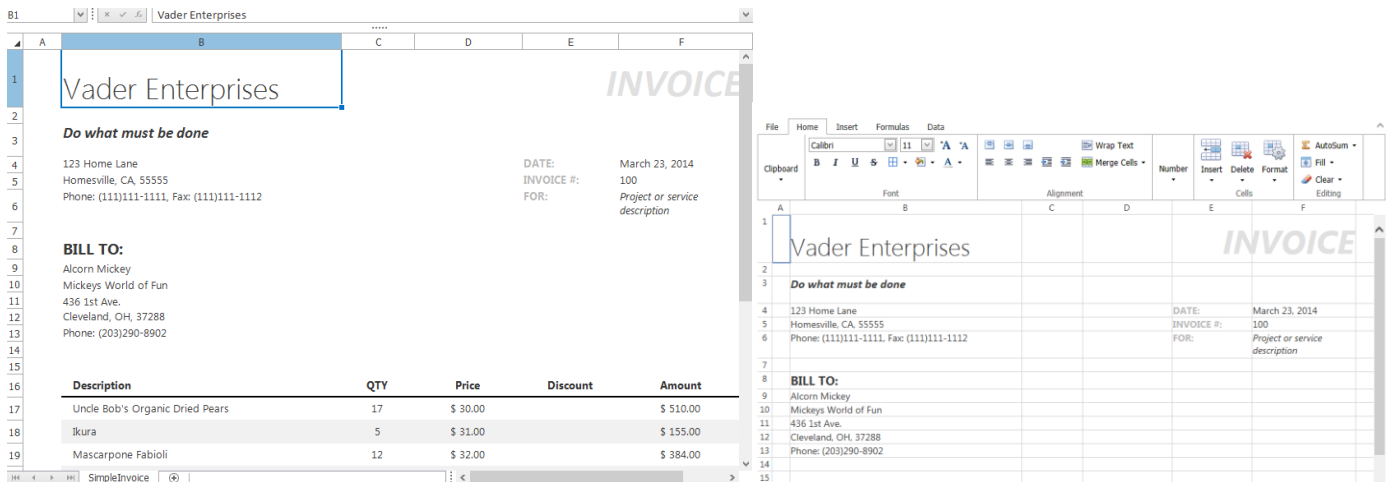 B1 Vader Enterprises
A B C D E F
1 Vader Enterprises INVOICE
2
3 Do what must be done
4 123 Home Lane DATE: March 23, 2014
5 Homesville, CA, 55555 INVOICE #: 100
6 Phone: (111)111-1111, Fax: (111)111-1112 FOR: Project or service
description
7
8 BILL TO:
9 Alcorn Mickey
10 Mickeys World of Fun
11 436 1st Ave.
12 Cleveland, OH, 37288
13 Phone: (203)290-8902
14
15
16 Description QTY Price Discount Amount
17 Uncle Bob's Organic Dried Pears 17 $ 30.00 $ 510.00
18 Ikura 5 $ 31.00 $ 155.00
19 Mascarpone Fabioli 12 $ 32.00 $ 384.00
SimpleInvoice
File Home Insert Formulas Data
Calibri 11 A A Wrap Text AutoSum
Clipboard B I U S A Merge Cells Number Insert Delete Format Fill
Clear
Font Alignment Cells Editing
A B C D E F
1 Vader Enterprises INVOICE
2
3 Do what must be done
4 123 Home Lane DATE: March 23, 2014
5 Homesville, CA, 55555 INVOICE #: 100
6 Phone: (111)111-1111, Fax: (111)111-1112 FOR: Project or service
description
7
8 BILL TO:
9 Alcorn Mickey
10 Mickeys World of Fun
11 436 1st Ave.
12 Cleveland, OH, 37288
13 Phone: (203)290-8902
14
15